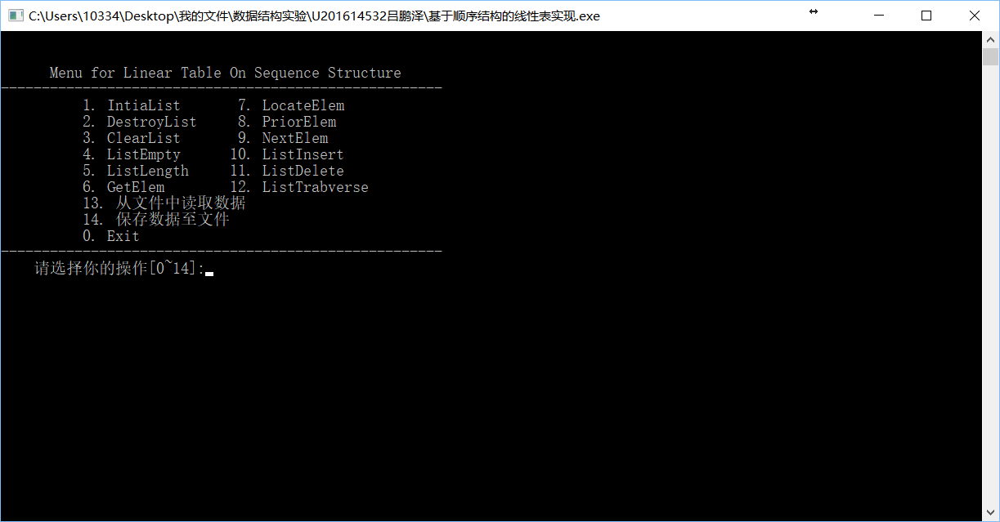 C:\Users\10334\Desktop\我的文件\数据结构实验\U201614532吕鹏泽\基于顺序结构的线性表实现.exe
Menu for Linear Table On Sequence Structure
-------------------------------------------------------
1. IntiaList 7. LocateElem
2. DestroyList 8. PriorElem
3. ClearList 9. NextElem
4. ListEmpty 10. ListInsert
5. ListLength 11. ListDelete
6. GetElem 12. ListTrabverse
13. 从文件中读取数据
14. 保存数据至文件
0. Exit
-------------------------------------------------------
请选择你的操作[0~14]: